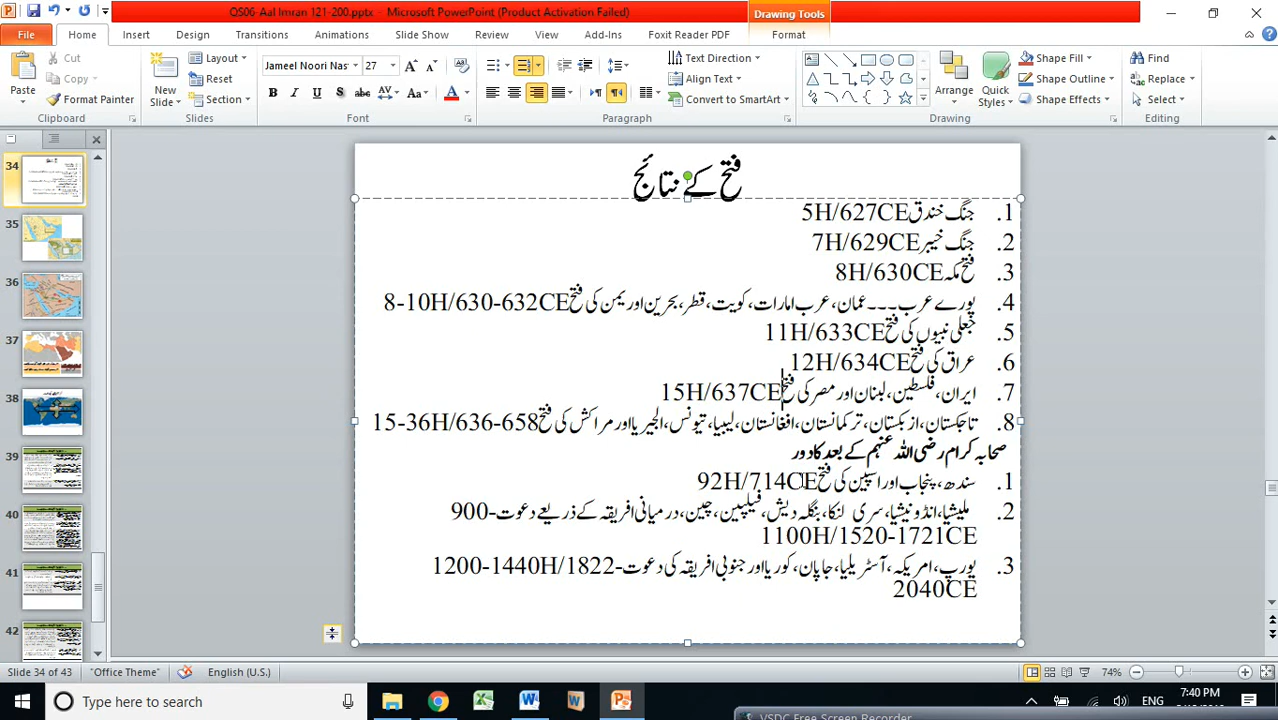 QS06-Aal Imran 121-200.pptx - Microsoft PowerPoint (Product Activation Failed)
Drawing Tools
File Home Insert Design Transitions Animations Slide Show Review View Add-Ins Foxit Reader PDF Format
Paste
Cut
Copy
Format Painter
Clipboard
New Slide
Layout
Reset
Section
Slides
Jameel Noori Nas 27
Font
Text Direction
Align Text
Convert to SmartArt
Paragraph
Arrange
Quick Styles
Shape Fill
Shape Outline
Shape Effects
Drawing
Find
Replace
Select
Editing
34
35
36
37
38
39
40
41
42
فتح کے نتائج
1. جنگ خندق 5H/627CE
2. جنگ خیبر 7H/629CE
3. فتح مکہ 8H/630CE
4. پورے عرب۔۔۔عمان، عرب امارات، کویت، قطر، بحرین اور یمن کی فتح 8-10H/630-632CE
5. جعلی نبیوں کی فتح 11H/633CE
6. عراق کی فتح 12H/634CE
7. ایران، فلسطین، لبنان اور مصر کی فتح 15H/637CE
8. تاجکستان، ازبکستان، ترکمانستان، افغانستان، لیبیا، تیونس، الجیریا اور مراکش کی فتح 15-36H/636-658
صحابہ کرام رضی اللہ عنہم کے بعد کا دور
1. سندھ، پنجاب اور اسپین کی فتح 92H/714CE
2. ملیشیا، انڈونیشیا، سری لنکا، بنگلہ دیش، فیلیپین، چین، درمیانی افریقہ کے ذریعے دعوت 900-
1100H/1520-1721CE
3. یورپ، امریکہ، آسٹریلیا، جاپان، کوریا اور جنوبی افریقہ کی دعوت 1200-1440H/1822-
2040CE
Slide 34 of 43 "Office Theme" English (U.S.) 74%
Type here to search
ENG
7:40 PM
VSDC Free Screen Recorder